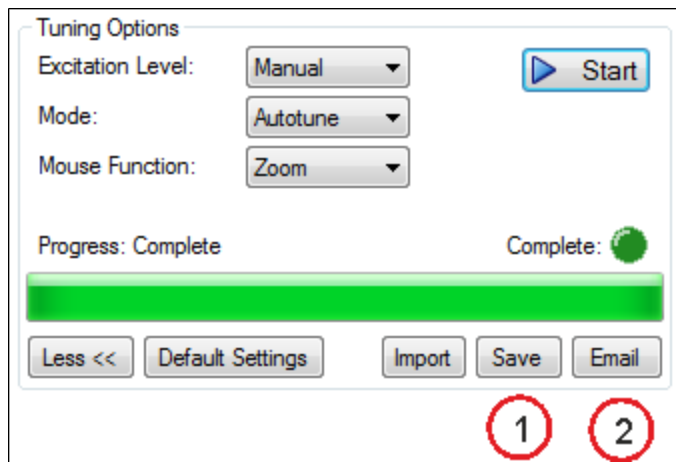 Tuning Options
Excitation Level: Manual Start
Mode: Autotune
Mouse Function: Zoom
Progress: Complete Complete:
Less << Default Settings Import Save Email
1 2